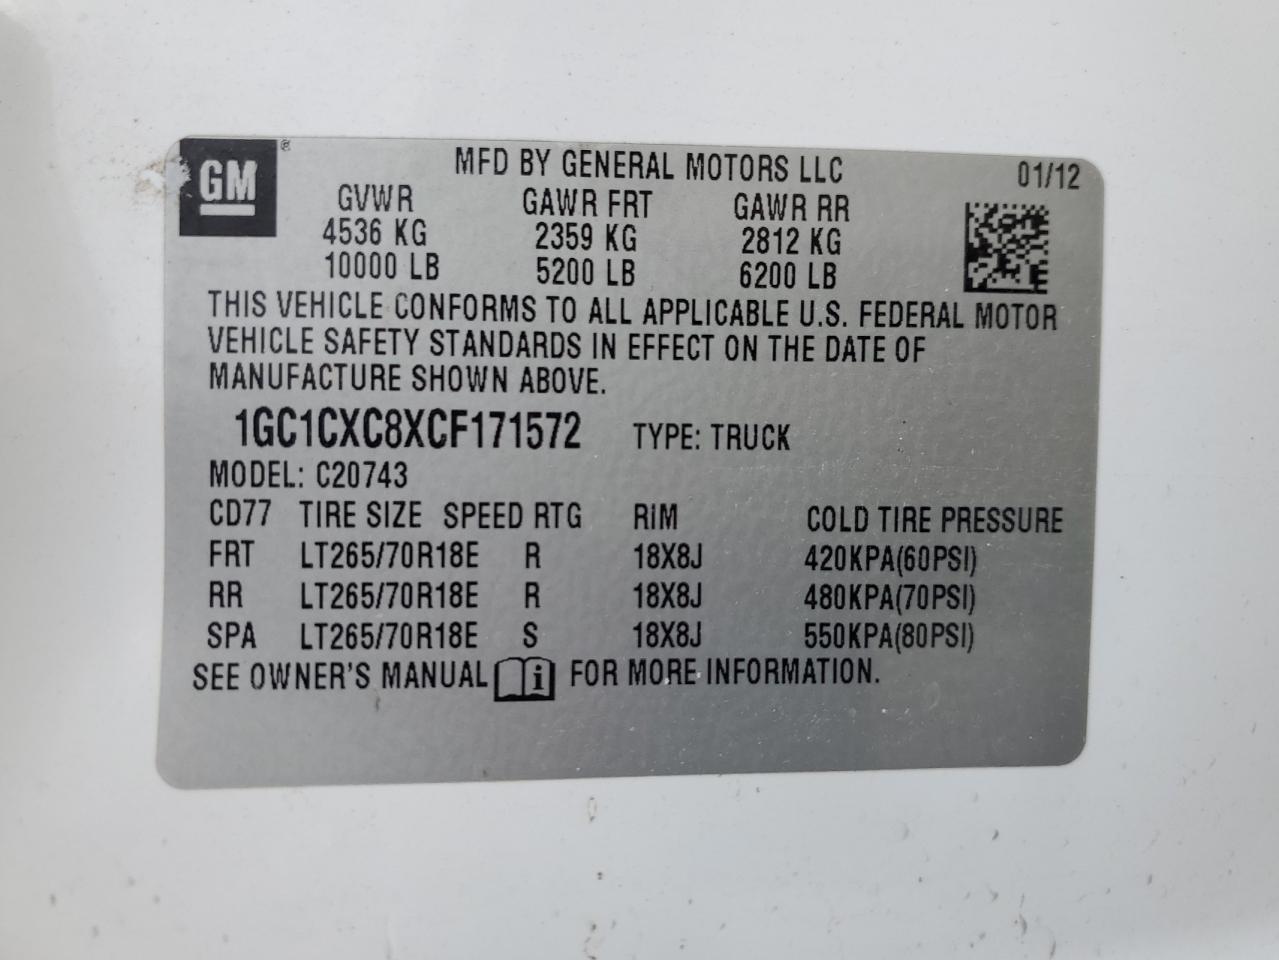 GM ®
MFD BY GENERAL MOTORS LLC 01/12
GVWR GAWR FRT GAWR RR
4536 KG 2359 KG 2812 KG
10000 LB 5200 LB 6200 LB
THIS VEHICLE CONFORMS TO ALL APPLICABLE U.S. FEDERAL MOTOR
VEHICLE SAFETY STANDARDS IN EFFECT ON THE DATE OF
MANUFACTURE SHOWN ABOVE.
1GC1CXC8XCF171572 TYPE: TRUCK
MODEL: C20743
CD77 TIRE SIZE SPEED RTG RIM COLD TIRE PRESSURE
FRT LT265/70R18E R 18X8J 420KPA(60PSI)
RR LT265/70R18E R 18X8J 480KPA(70PSI)
SPA LT265/70R18E S 18X8J 550KPA(80PSI)
SEE OWNER'S MANUAL i FOR MORE INFORMATION.